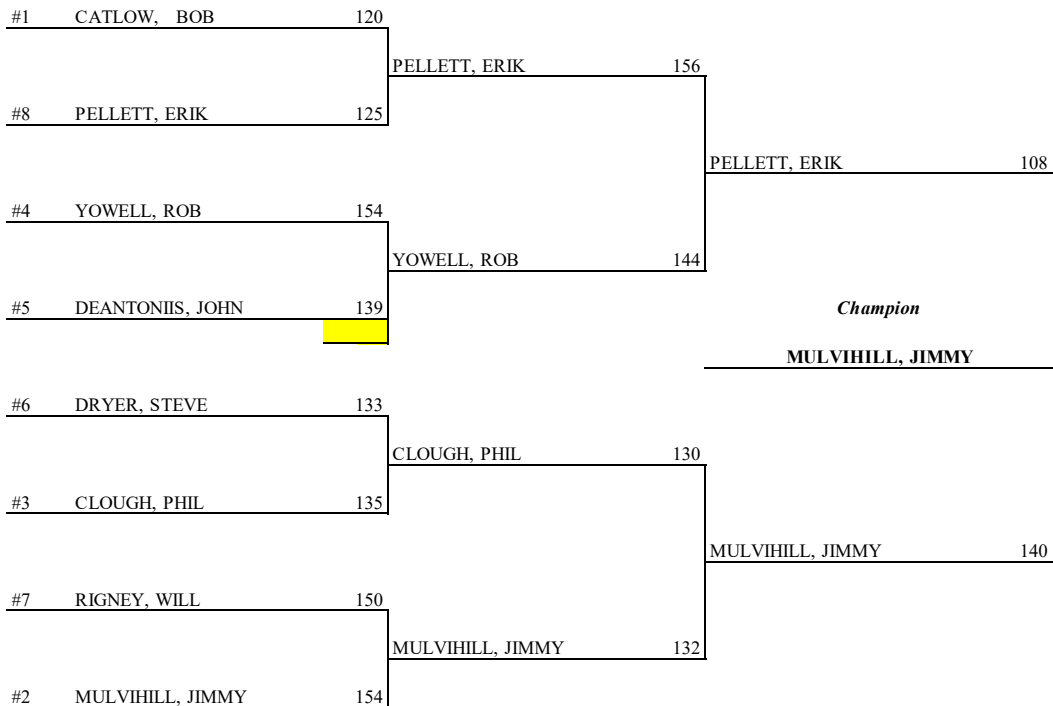 #1 CATLOW, BOB 120
PELLETT, ERIK 156
#8 PELLETT, ERIK 125
PELLETT, ERIK 108
#4 YOWELL, ROB 154
YOWELL, ROB 144
#5 DEANTONIIS, JOHN 139
Champion
MULVIHILL, JIMMY
#6 DRYER, STEVE 133
CLOUGH, PHIL 130
#3 CLOUGH, PHIL 135
MULVIHILL, JIMMY 140
#7 RIGNEY, WILL 150
MULVIHILL, JIMMY 132
#2 MULVIHILL, JIMMY 154